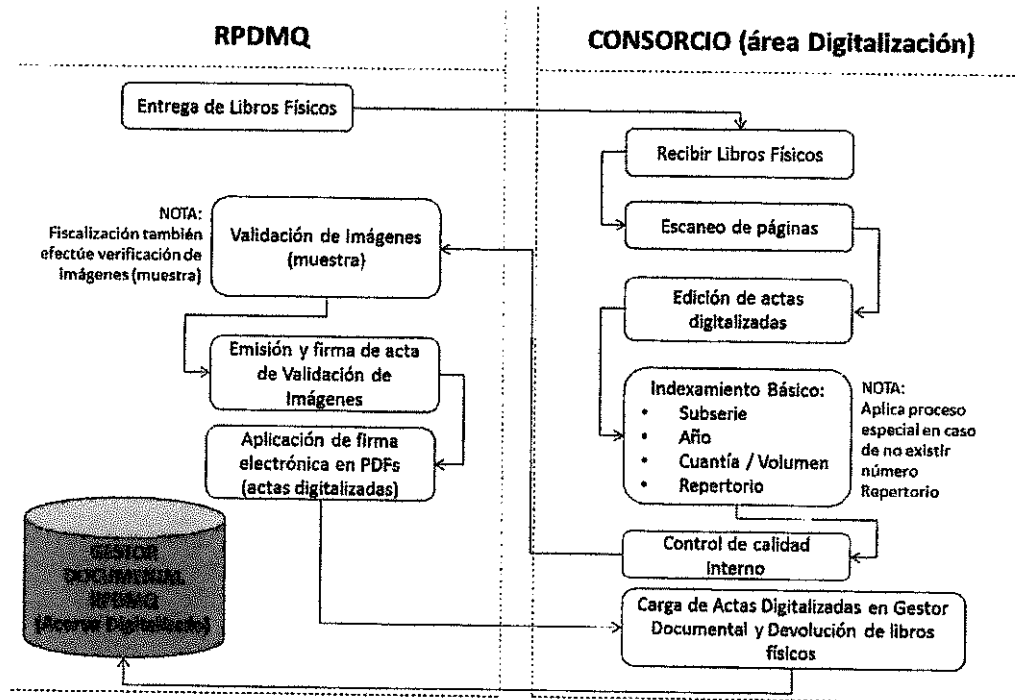 RPDMQ
CONSORCIO (área Digitalización)
Entrega de Libros Físicos
Recibir Libros Físicos
Escaneo de páginas
NOTA:
Fiscalización también
efectúe verificación de
Imágenes (muestra)
Validación de Imágenes
(muestra)
Edición de actas
digitalizadas
Emisión y firma de acta
de Validación de
Imágenes
Indexamiento Básico:
• Subserie
• Año
• Cuantía / Volumen
• Repertorio
NOTA:
Aplica proceso
especial en caso
de no existir
número
Repertorio
Aplicación de firma
electrónica en PDFs
(actas digitalizadas)
Control de calidad
Interno
GESTOR
DOCUMENTAL
RPDMQ
(Acervo Digitalizado)
Carga de Actas Digitalizadas en Gestor
Documental y Devolución de libros
físicos